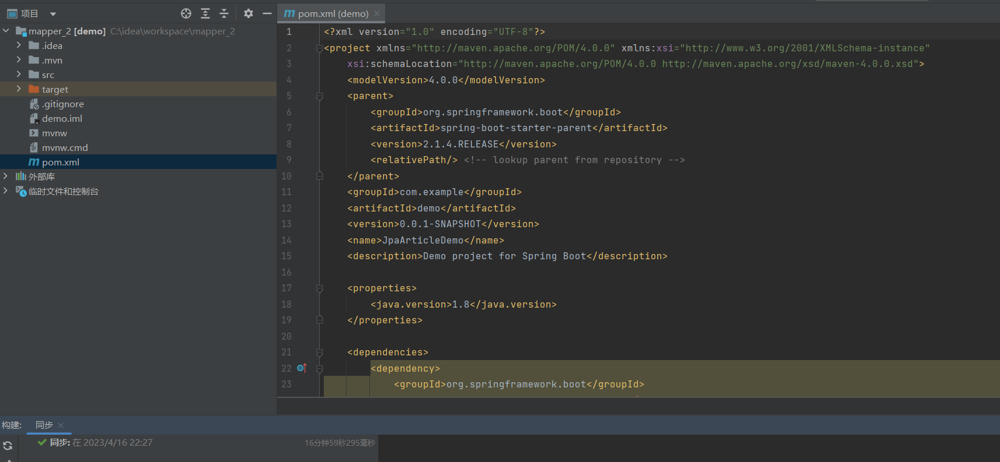 项目
mapper_2 [demo] C:\idea\workspace\mapper_2
.idea
.mvn
src
target
.gitignore
demo.iml
mvnw
mvnw.cmd
pom.xml
外部库
临时文件和控制台
pom.xml (demo)
1 <?xml version="1.0" encoding="UTF-8"?>
2 <project xmlns="http://maven.apache.org/POM/4.0.0" xmlns:xsi="http://www.w3.org/2001/XMLSchema-instance"
3 xsi:schemaLocation="http://maven.apache.org/POM/4.0.0 http://maven.apache.org/xsd/maven-4.0.0.xsd">
4 <modelVersion>4.0.0</modelVersion>
5 <parent>
6 <groupId>org.springframework.boot</groupId>
7 <artifactId>spring-boot-starter-parent</artifactId>
8 <version>2.1.4.RELEASE</version>
9 <relativePath/> <!-- lookup parent from repository -->
10 </parent>
11 <groupId>com.example</groupId>
12 <artifactId>demo</artifactId>
13 <version>0.0.1-SNAPSHOT</version>
14 <name>JpaArticleDemo</name>
15 <description>Demo project for Spring Boot</description>
16
17 <properties>
18 <java.version>1.8</java.version>
19 </properties>
20
21 <dependencies>
22 <dependency>
23 <groupId>org.springframework.boot</groupId>
构建: 同步
同步: 在 2023/4/16 22:27 16分钟59秒295毫秒